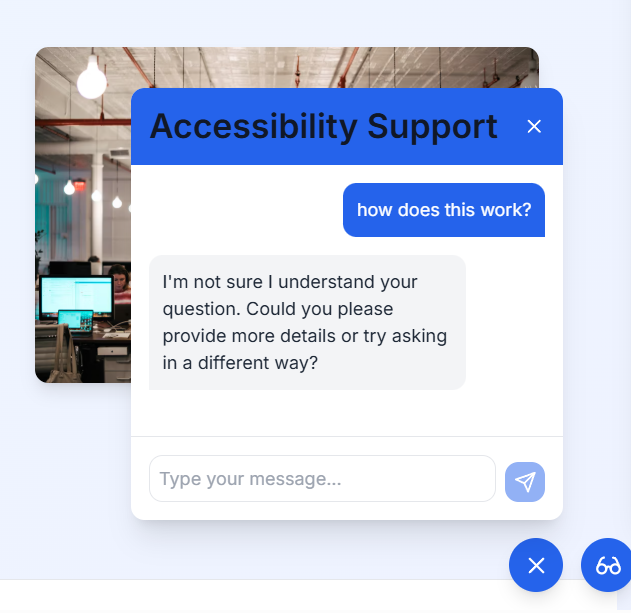 Accessibility Support
how does this work?
I'm not sure I understand your
question. Could you please
provide more details or try asking
in a different way?
Type your message...